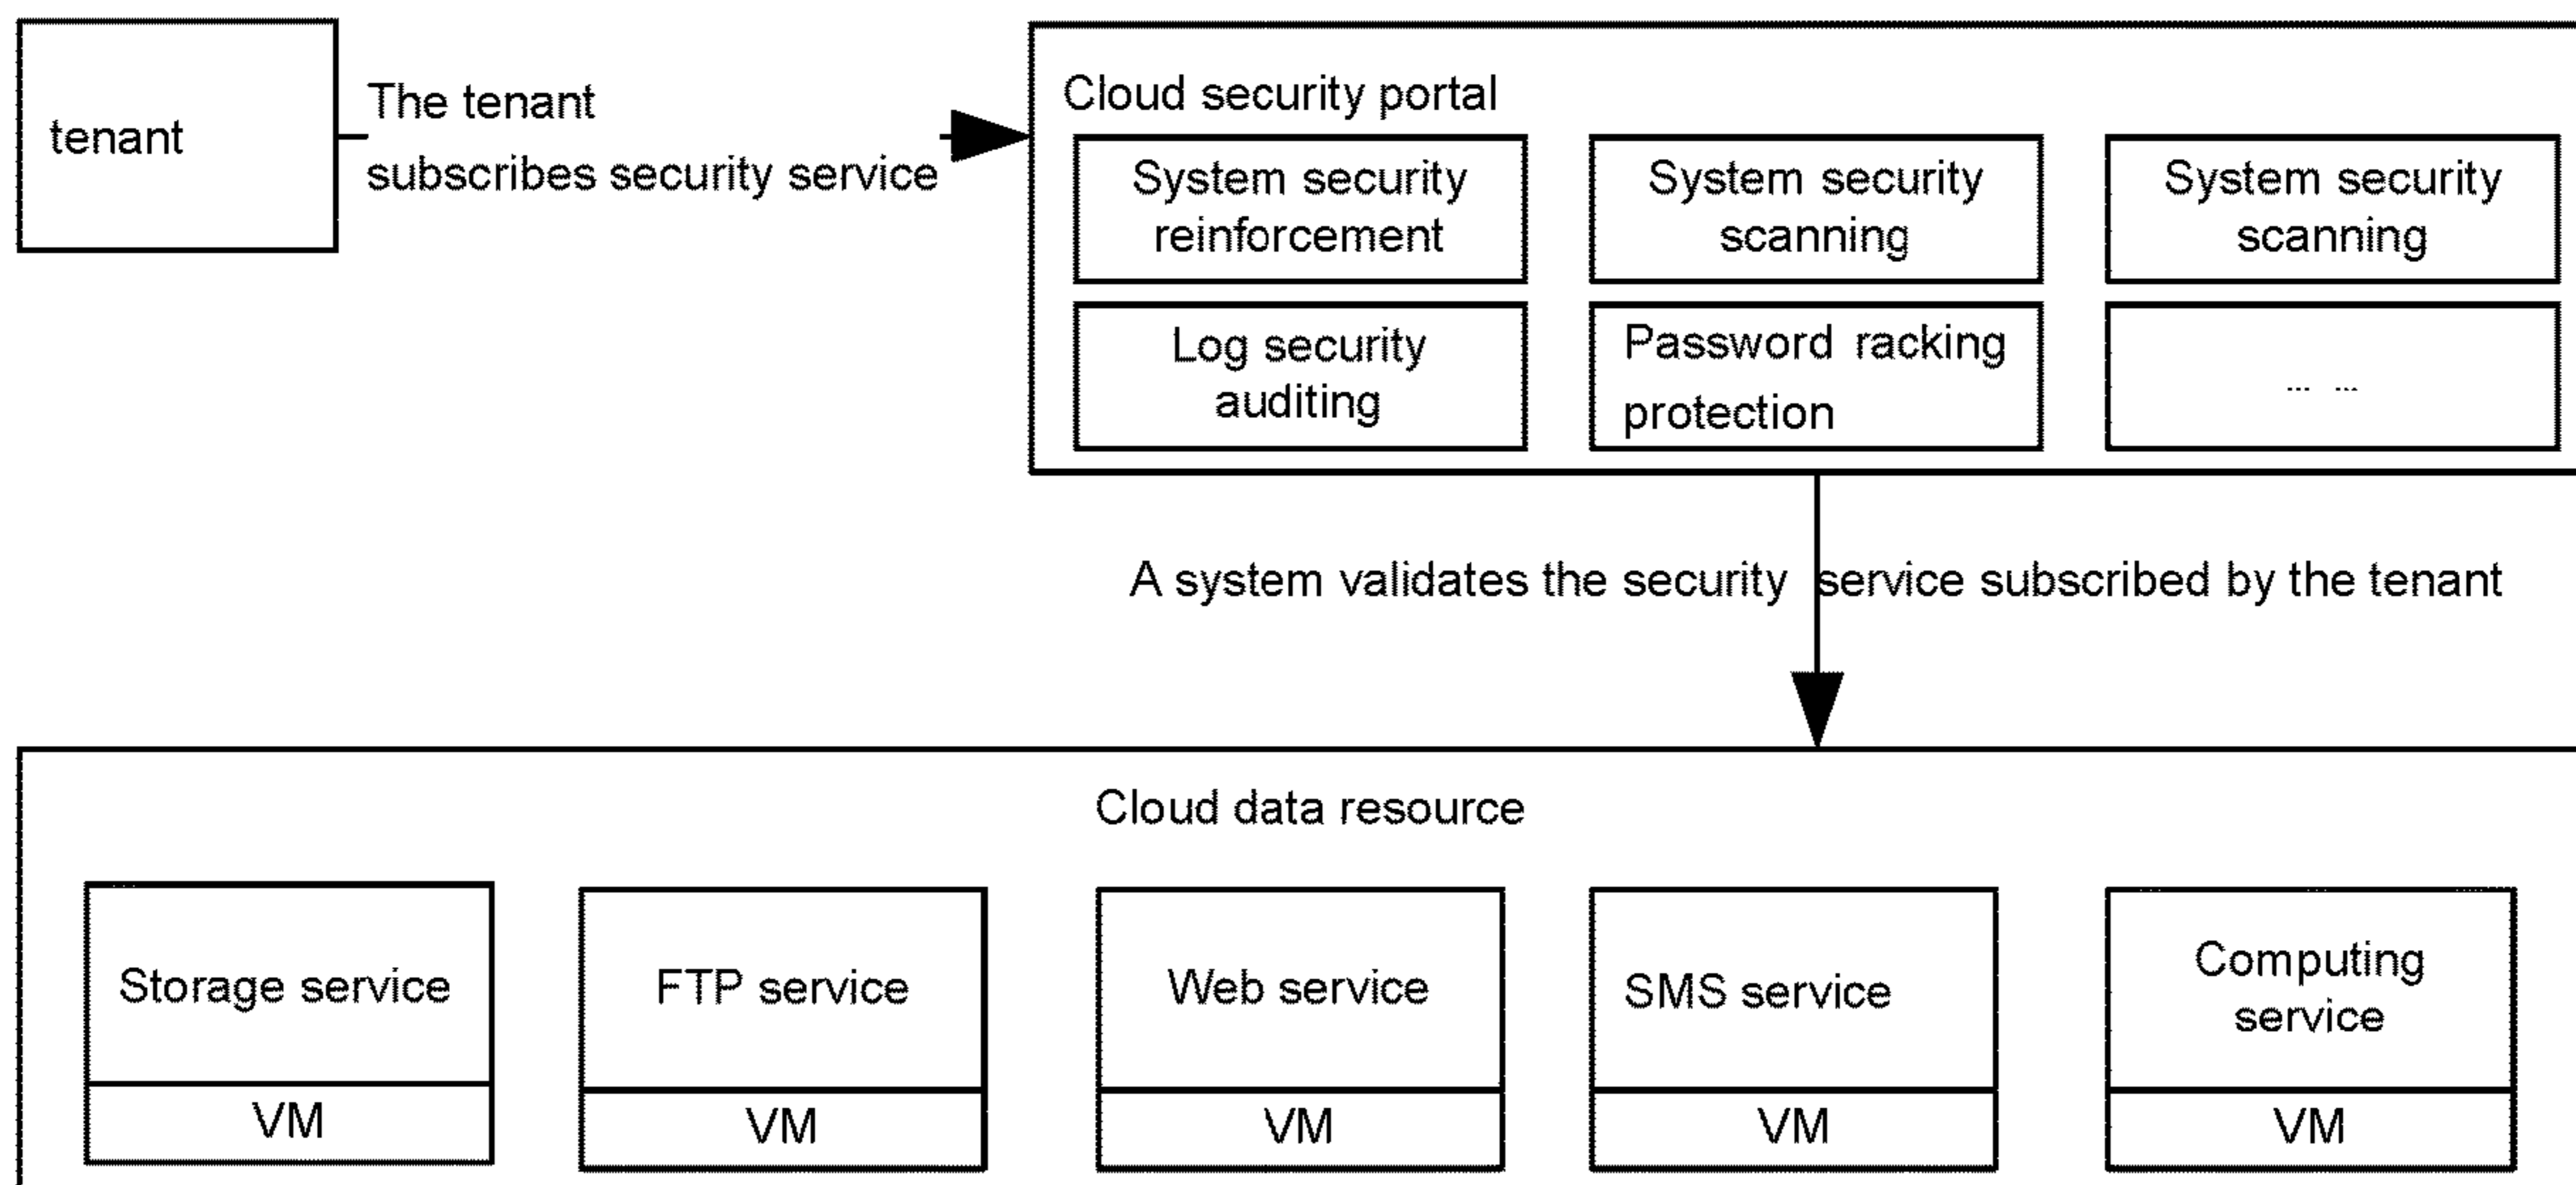 tenant
The tenant
subscribes security service
Cloud security portal
System security
reinforcement
System security
scanning
System security
scanning
Log security
auditing
Password racking
protection
... ...
A system validates the security service subscribed by the tenant
Cloud data resource
Storage service
VM
FTP service
VM
Web service
VM
SMS service
VM
Computing
service
VM